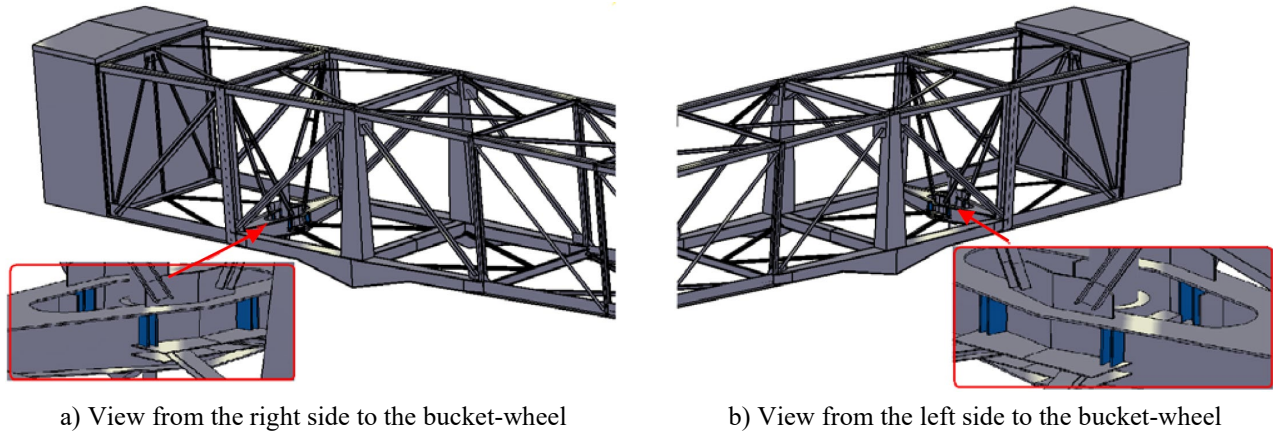 a) View from the right side to the bucket-wheel
b) View from the left side to the bucket-wheel